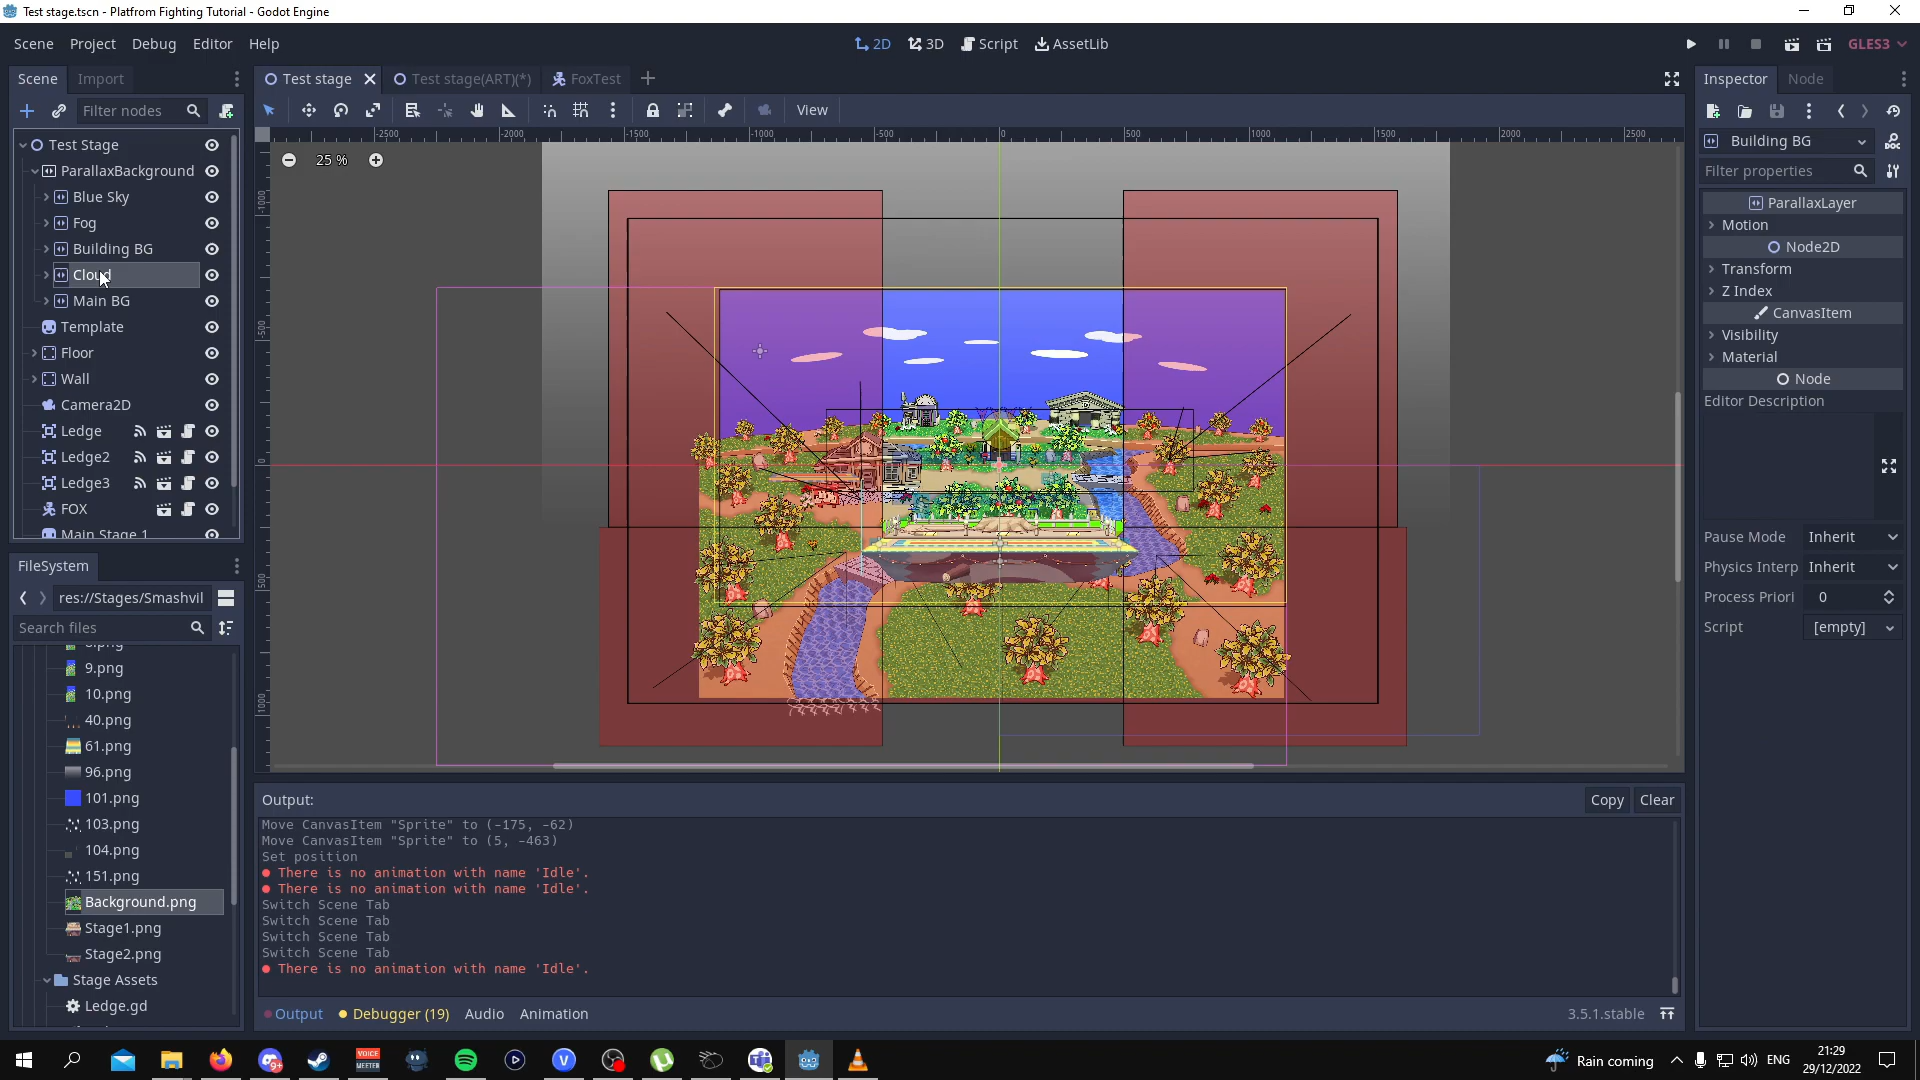 Test stage.tscn - Platfrom Fighting Tutorial - Godot Engine
Scene Project Debug Editor Help
2D 3D Script AssetLib
GLES3
Scene Import
Test stage Test stage(ART)(*) FoxTest
Inspector Node
Filter nodes
View
-2500 -2000 -1500 -1000 -500 0 500 1000 1500 2000 2500
25 %
Test Stage
ParallaxBackground
Blue Sky
Fog
Building BG
Cloud
Main BG
Template
Floor
Wall
Camera2D
Ledge
Ledge2
Ledge3
FOX
Main Stage 1
-1000
-500
0
500
1000
Building BG
Filter properties
ParallaxLayer
Motion
Node2D
Transform
Z Index
CanvasItem
Visibility
Material
Node
Editor Description
Pause Mode Inherit
Physics Interp Inherit
Process Priori 0
Script [empty]
FileSystem
res://Stages/Smashvil
Search files
8.png
9.png
10.png
40.png
61.png
96.png
101.png
103.png
104.png
151.png
Background.png
Stage1.png
Stage2.png
Stage Assets
Ledge.gd
Output:
Copy Clear
Move CanvasItem "Sprite" to (-175, -62)
Move CanvasItem "Sprite" to (5, -463)
Set position
There is no animation with name 'Idle'.
There is no animation with name 'Idle'.
Switch Scene Tab
Switch Scene Tab
Switch Scene Tab
Switch Scene Tab
There is no animation with name 'Idle'.
Output Debugger (19) Audio Animation
3.5.1.stable
9+
VOICE
MEETER
V
Rain coming
ENG
21:29
29/12/2022